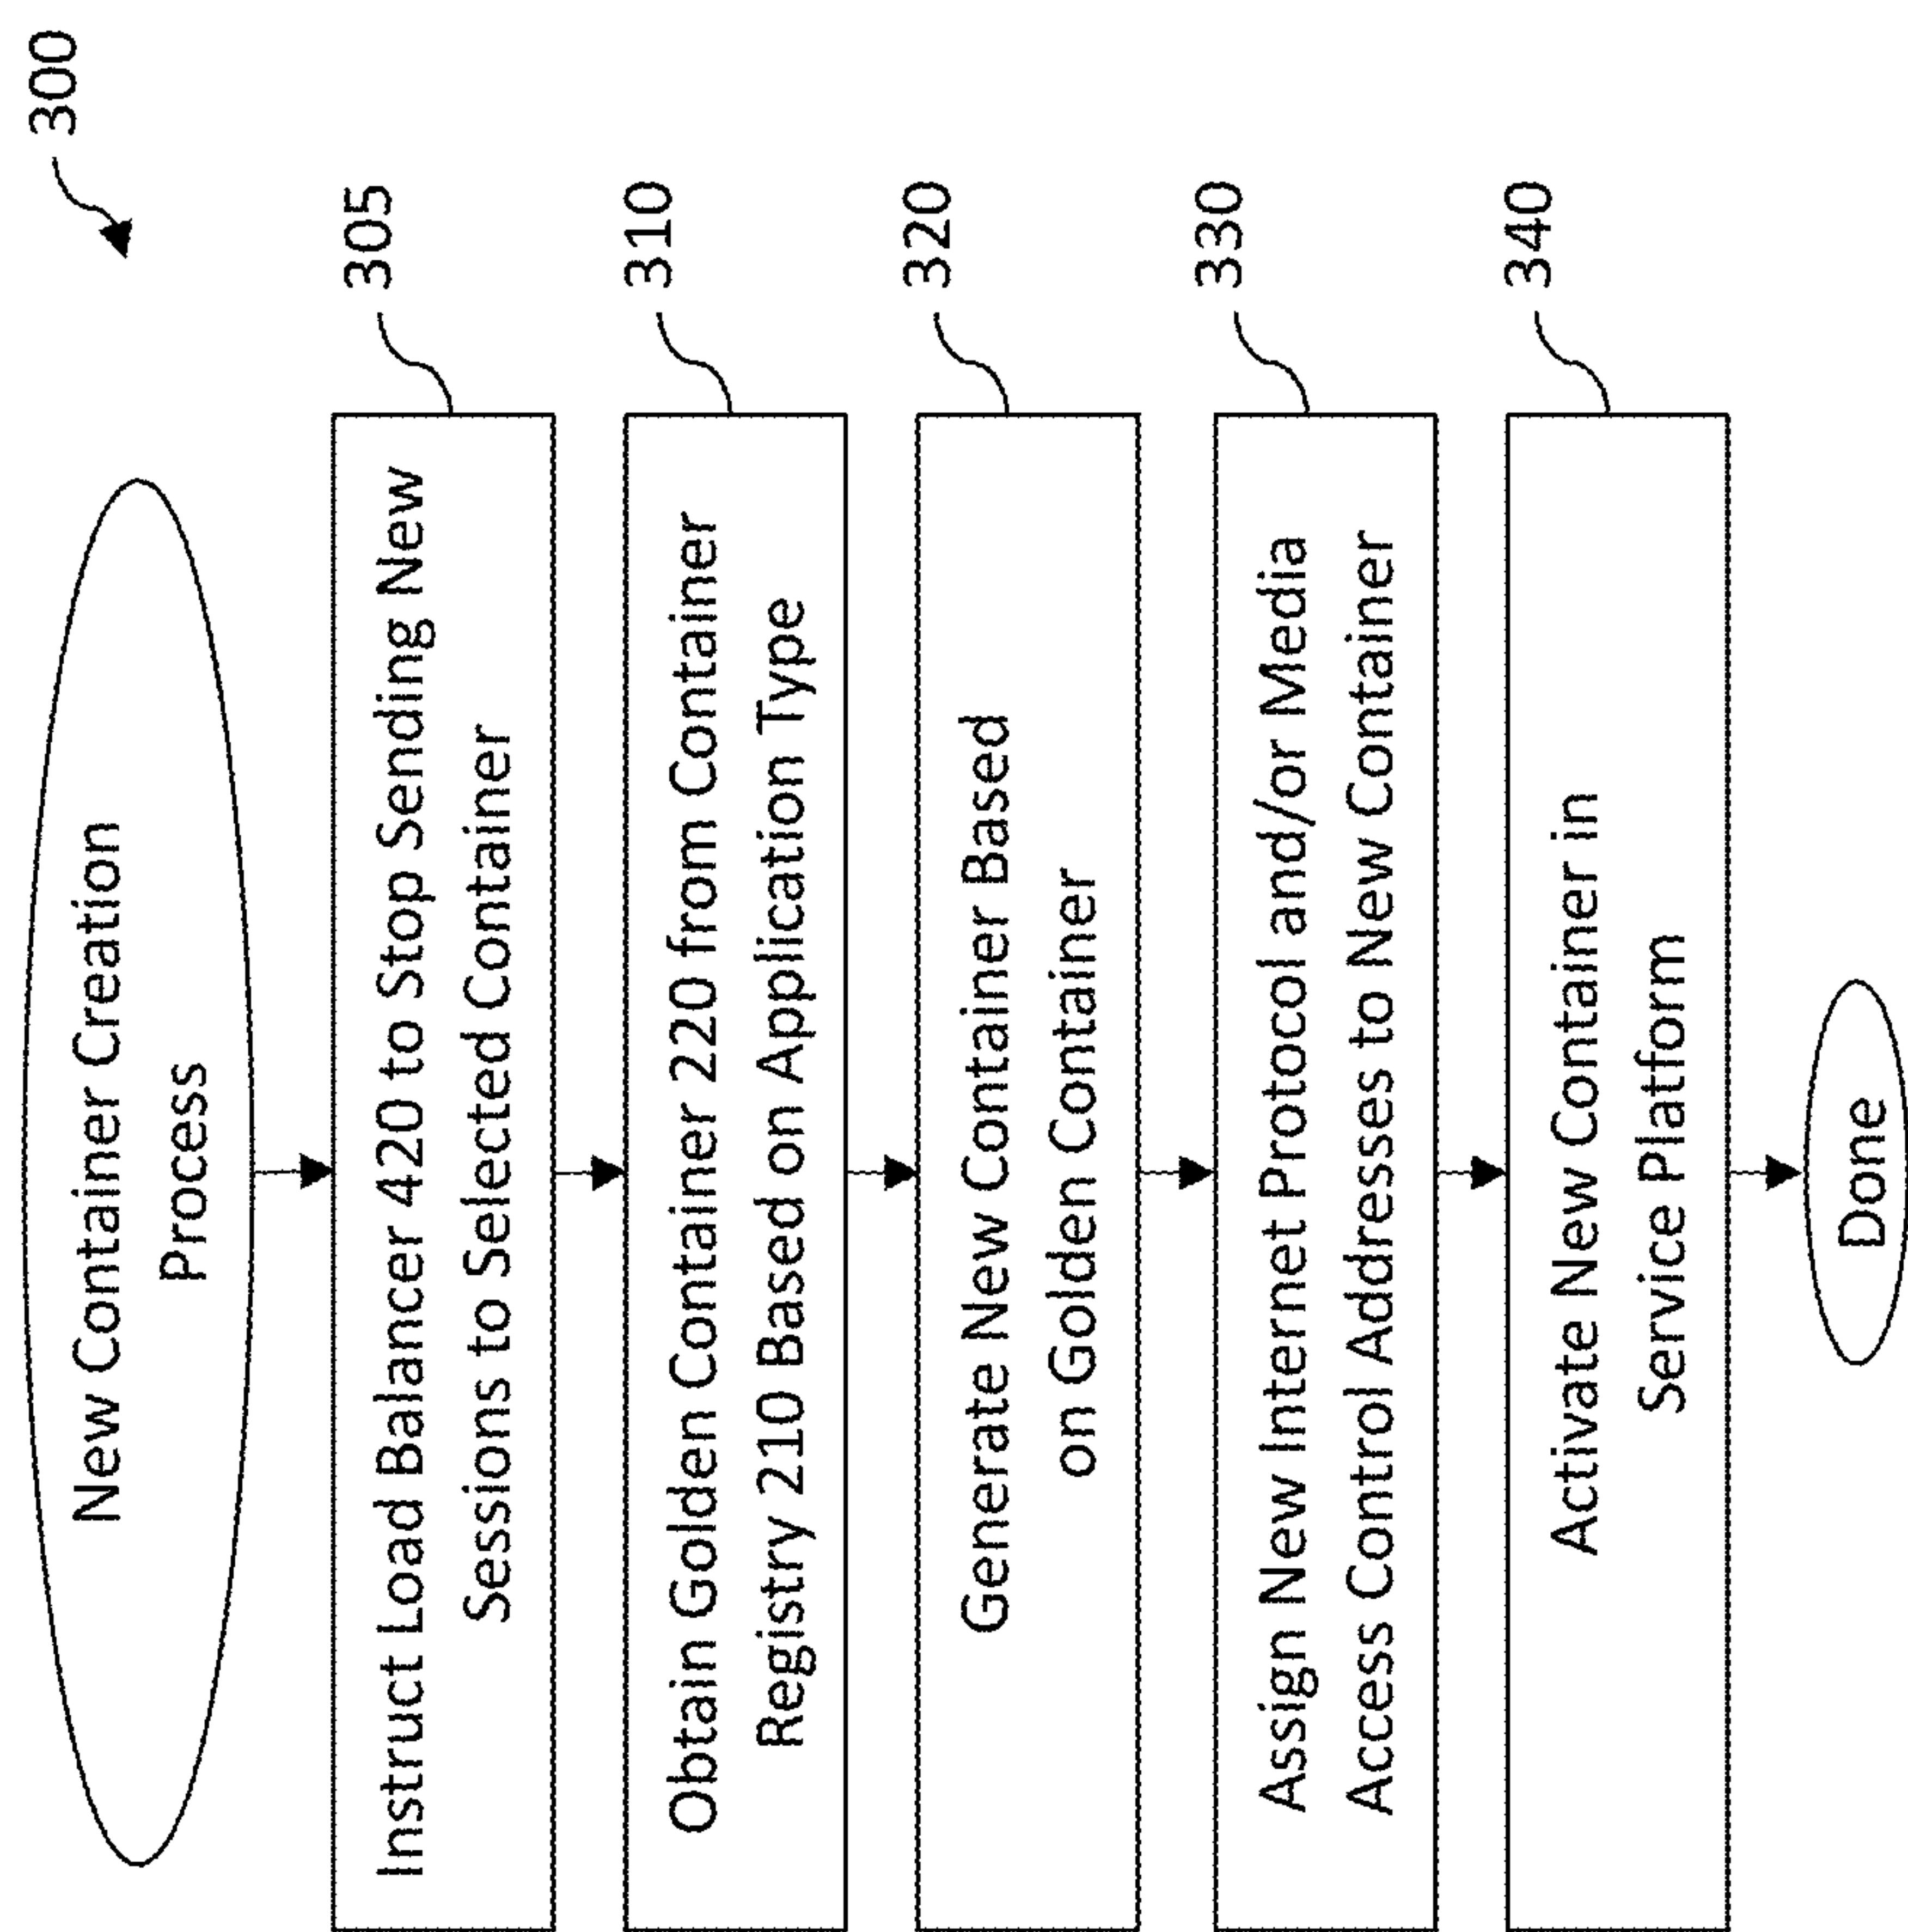 300
New Container Creation
Process
305
Instruct Load Balancer 420 to Stop Sending New
Sessions to Selected Container
310
Obtain Golden Container 220 from Container
Registry 210 Based on Application Type
320
Generate New Container Based
on Golden Container
330
Assign New Internet Protocol and/or Media
Access Control Addresses to New Container
340
Activate New Container in
Service Platform
Done